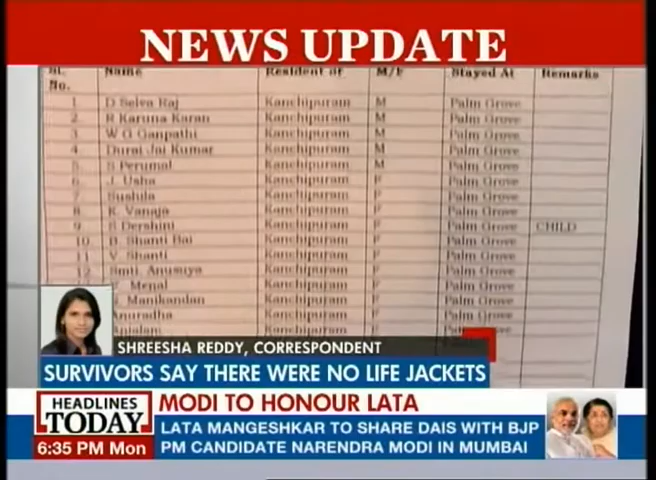 NEWS UPDATE
Sl. No. Name Resident of M/F Stayed At Remarks
1 D Selva Raj Kanchipuram M Palm Grove
2. R Karuna Karan Kanchipuram M Palm Grove
3. W G Ganpathi Kanchipuram M Palm Grove
4. Durai Jai Kumar Kanchipuram M Palm Grove
5. S Perumal Kanchipuram M Palm Grove
6. J. Usha Kanchipuram F Palm Grove
7. Sushila Kanchipuram F Palm Grove
8. K. Vanaja Kanchipuram F Palm Grove
9. Dershini Kanchipuram F Palm Grove CHILD
10. Shanti Bai Kanchipuram F Palm Grove
11. V. Shanti Kanchipuram F Palm Grove
12 Smti. Anusuya Kanchipuram F Palm Grove
Menal Kanchipuram F Palm Grove
Manikandan Kanchipuram F Palm Grove
Kanchipuram F Palm Grove
Kanchipuram F
SHREESHA REDDY, CORRESPONDENT
SURVIVORS SAY THERE WERE NO LIFE JACKETS
HEADLINES TODAY
MODI TO HONOUR LATA
LATA MANGESHKAR TO SHARE DAIS WITH BJP
PM CANDIDATE NARENDRA MODI IN MUMBAI
6:35 PM Mon